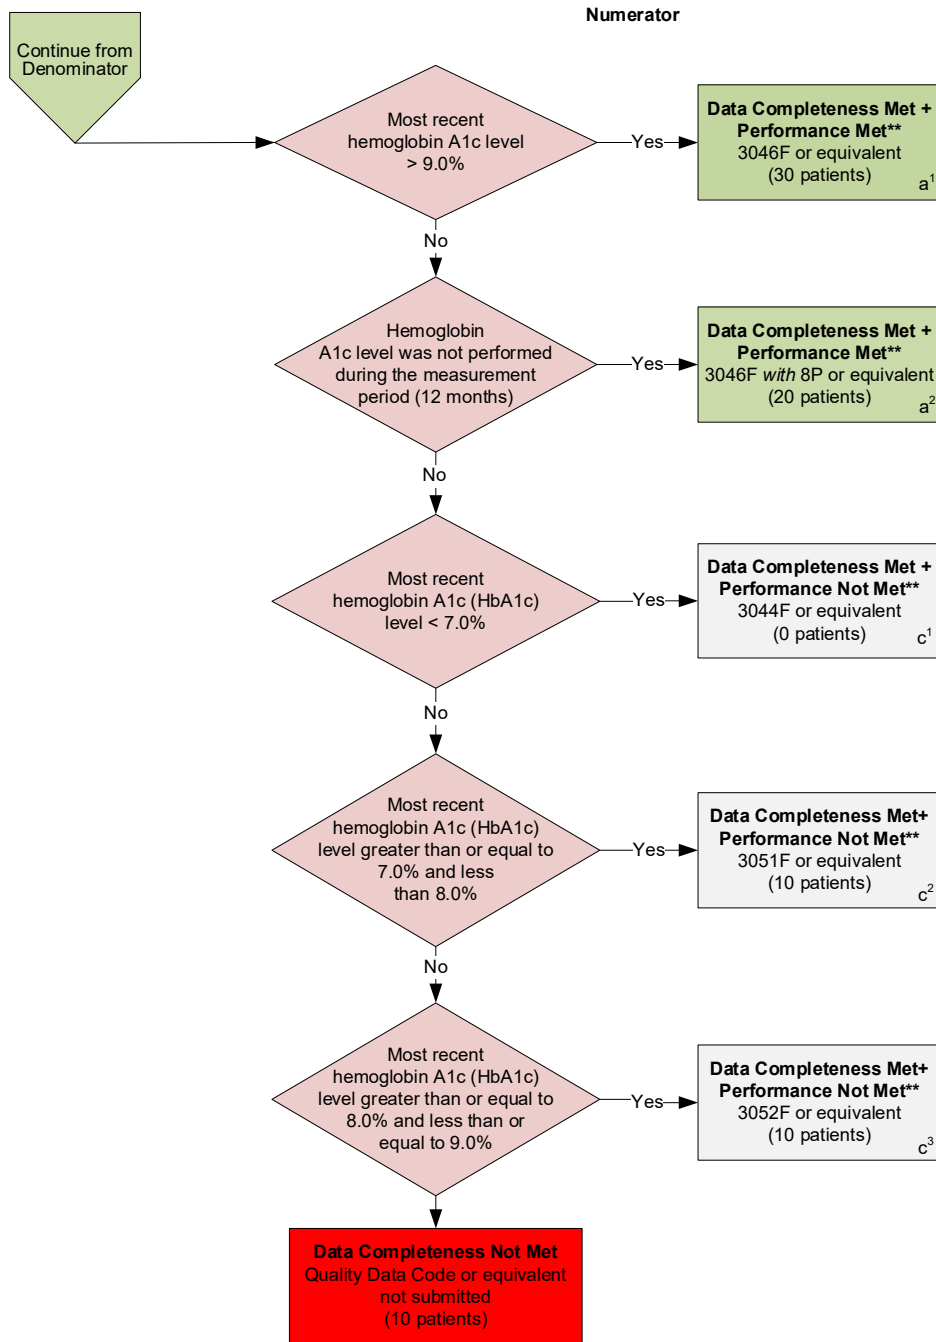 Numerator
Continue from
Denominator
Most recent
hemoglobin A1c level
> 9.0%
Yes
Data Completeness Met +
Performance Met**
3046F or equivalent
(30 patients)
a¹
No
Hemoglobin
A1c level was not performed
during the measurement
period (12 months)
Yes
Data Completeness Met +
Performance Met**
3046F with 8P or equivalent
(20 patients)
a²
No
Most recent
hemoglobin A1c (HbA1c)
level < 7.0%
Yes
Data Completeness Met +
Performance Not Met**
3044F or equivalent
(0 patients)
c¹
No
Most recent
hemoglobin A1c (HbA1c)
level greater than or equal to
7.0% and less
than 8.0%
Yes
Data Completeness Met+
Performance Not Met**
3051F or equivalent
(10 patients)
c²
No
Most recent
hemoglobin A1c (HbA1c)
level greater than or equal to
8.0% and less than or
equal to 9.0%
Yes
Data Completeness Met+
Performance Not Met**
3052F or equivalent
(10 patients)
c³
Data Completeness Not Met
Quality Data Code or equivalent
not submitted
(10 patients)